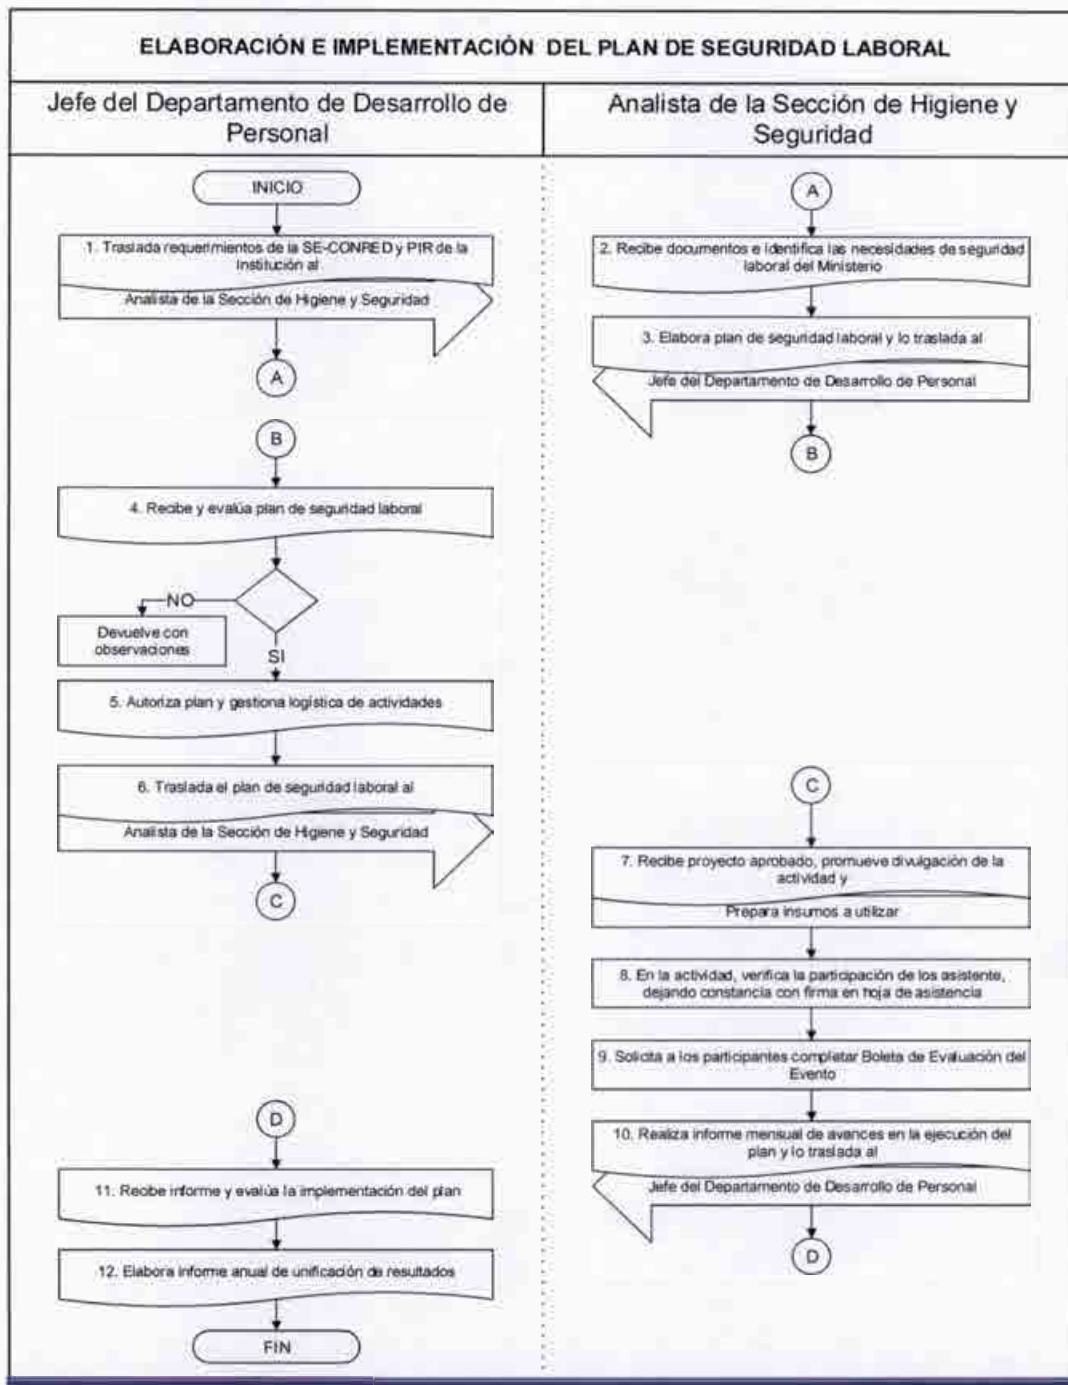 ELABORACIÓN E IMPLEMENTACIÓN DEL PLAN DE SEGURIDAD LABORAL
Jefe del Departamento de Desarrollo de
Personal
Analista de la Sección de Higiene y
Seguridad
INICIO
1. Traslada requerimientos de la SE-CONRED y PIR de la
Institución al
Analista de la Sección de Higiene y Seguridad
A
A
2. Recibe documentos e identifica las necesidades de seguridad
laboral del Ministerio
3. Elabora plan de seguridad laboral y lo traslada al
Jefe del Departamento de Desarrollo de Personal
B
B
4. Recibe y evalúa plan de seguridad laboral
NO
Devuelve con
observaciones
SI
5. Autoriza plan y gestiona logística de actividades
6. Traslada el plan de seguridad laboral al
Analista de la Sección de Higiene y Seguridad
C
C
7. Recibe proyecto aprobado, promueve divulgación de la
actividad y
Prepara insumos a utilizar
8. En la actividad, verifica la participación de los asistente,
dejando constancia con firma en hoja de asistencia
9. Solicita a los participantes completar Boleta de Evaluación del
Evento
10. Realiza informe mensual de avances en la ejecución del
plan y lo traslada al
Jefe del Departamento de Desarrollo de Personal
D
D
11. Recibe informe y evalúa la implementación del plan
12. Elabora informe anual de unificación de resultados
FIN